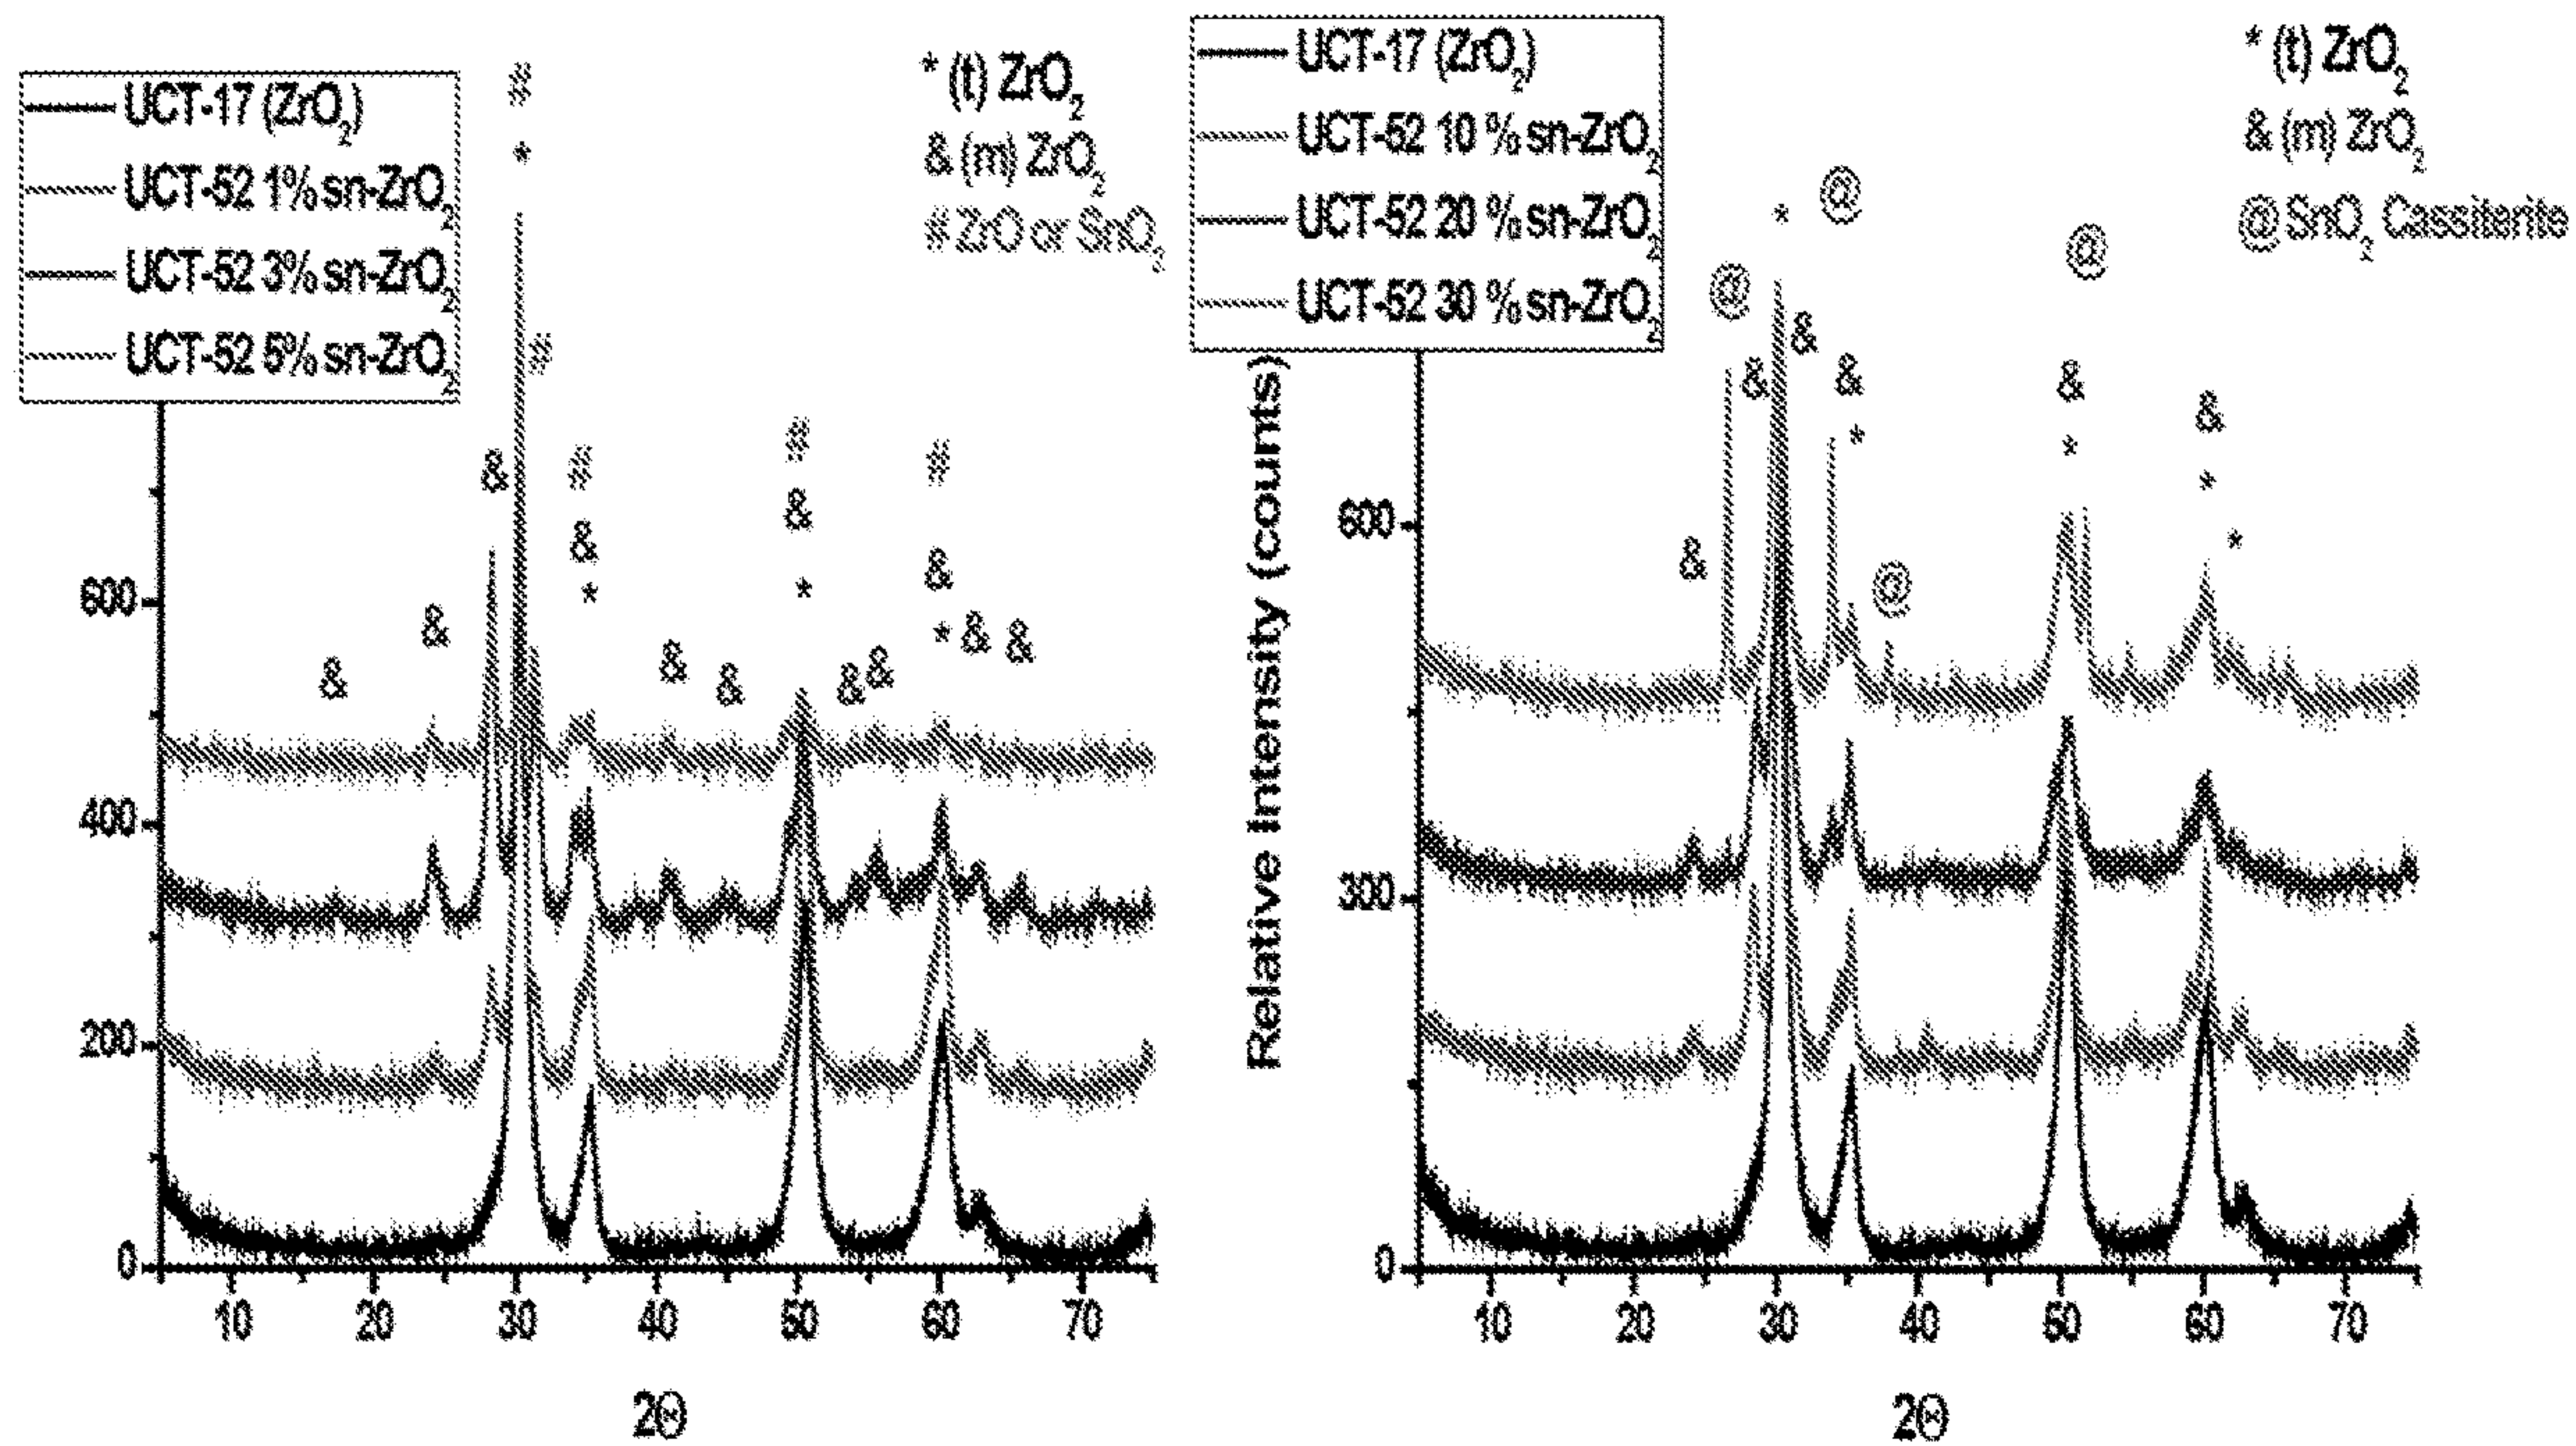 UCT-17 (ZrO2)
UCT-52 1% sn-ZrO2
UCT-52 3% sn-ZrO2
UCT-52 5% sn-ZrO2
* (t) ZrO2
& (m) ZrO2
# ZrO or SnO3
# * # & # & * & & & & # & * & & # & * & &
600
400
200
0
10 20 30 40 50 60 70
2Θ
UCT-17 (ZrO2)
UCT-52 10 % sn-ZrO2
UCT-52 20 % sn-ZrO2
UCT-52 30 % sn-ZrO2
* (t) ZrO2
& (m) ZrO2
@ SnO2 Cassiterite
Relative Intensity (counts)
& @ & * & @ & * @ @ & * & * *
600
300
0
10 20 30 40 50 60 70
2Θ